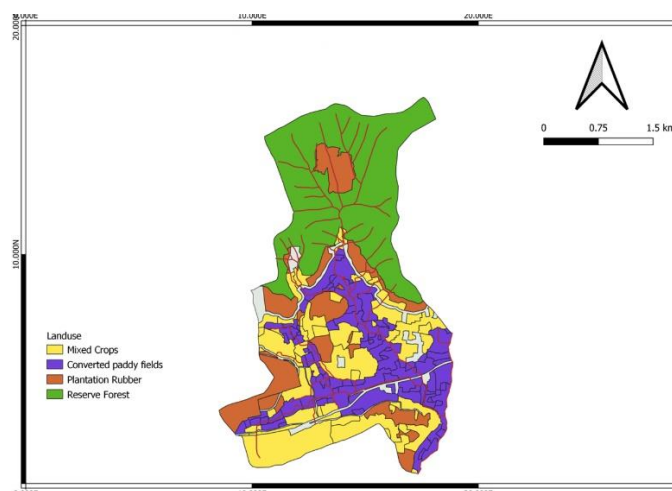 10.000E
20.000E
20.000N
0 0.75 1.5 km
10.000N
Landuse
Mixed Crops
Converted paddy fields
Plantation Rubber
Reserve Forest